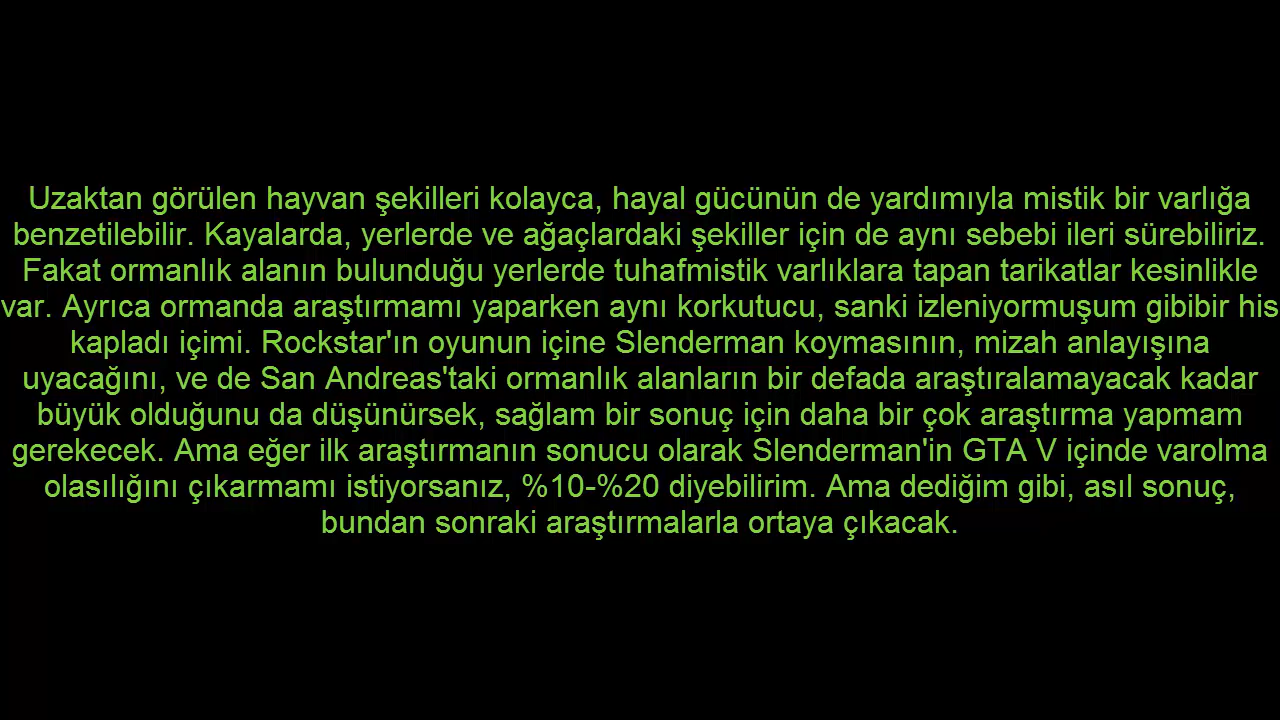 Uzaktan görülen hayvan şekilleri kolayca, hayal gücünün de yardımıyla mistik bir varlığa
benzetilebilir. Kayalarda, yerlerde ve ağaçlardaki şekiller için de aynı sebebi ileri sürebiliriz.
Fakat ormanlık alanın bulunduğu yerlerde tuhafmistik varlıklara tapan tarikatlar kesinlikle
var. Ayrıca ormanda araştırmamı yaparken aynı korkutucu, sanki izleniyormuşum gibibir his
kapladı içimi. Rockstar'ın oyunun içine Slenderman koymasının, mizah anlayışına
uyacağını, ve de San Andreas'taki ormanlık alanların bir defada araştıralamayacak kadar
büyük olduğunu da düşünürsek, sağlam bir sonuç için daha bir çok araştırma yapmam
gerekecek. Ama eğer ilk araştırmanın sonucu olarak Slenderman'in GTA V içinde varolma
olasılığını çıkarmamı istiyorsanız, %10-%20 diyebilirim. Ama dediğim gibi, asıl sonuç,
bundan sonraki araştırmalarla ortaya çıkacak.